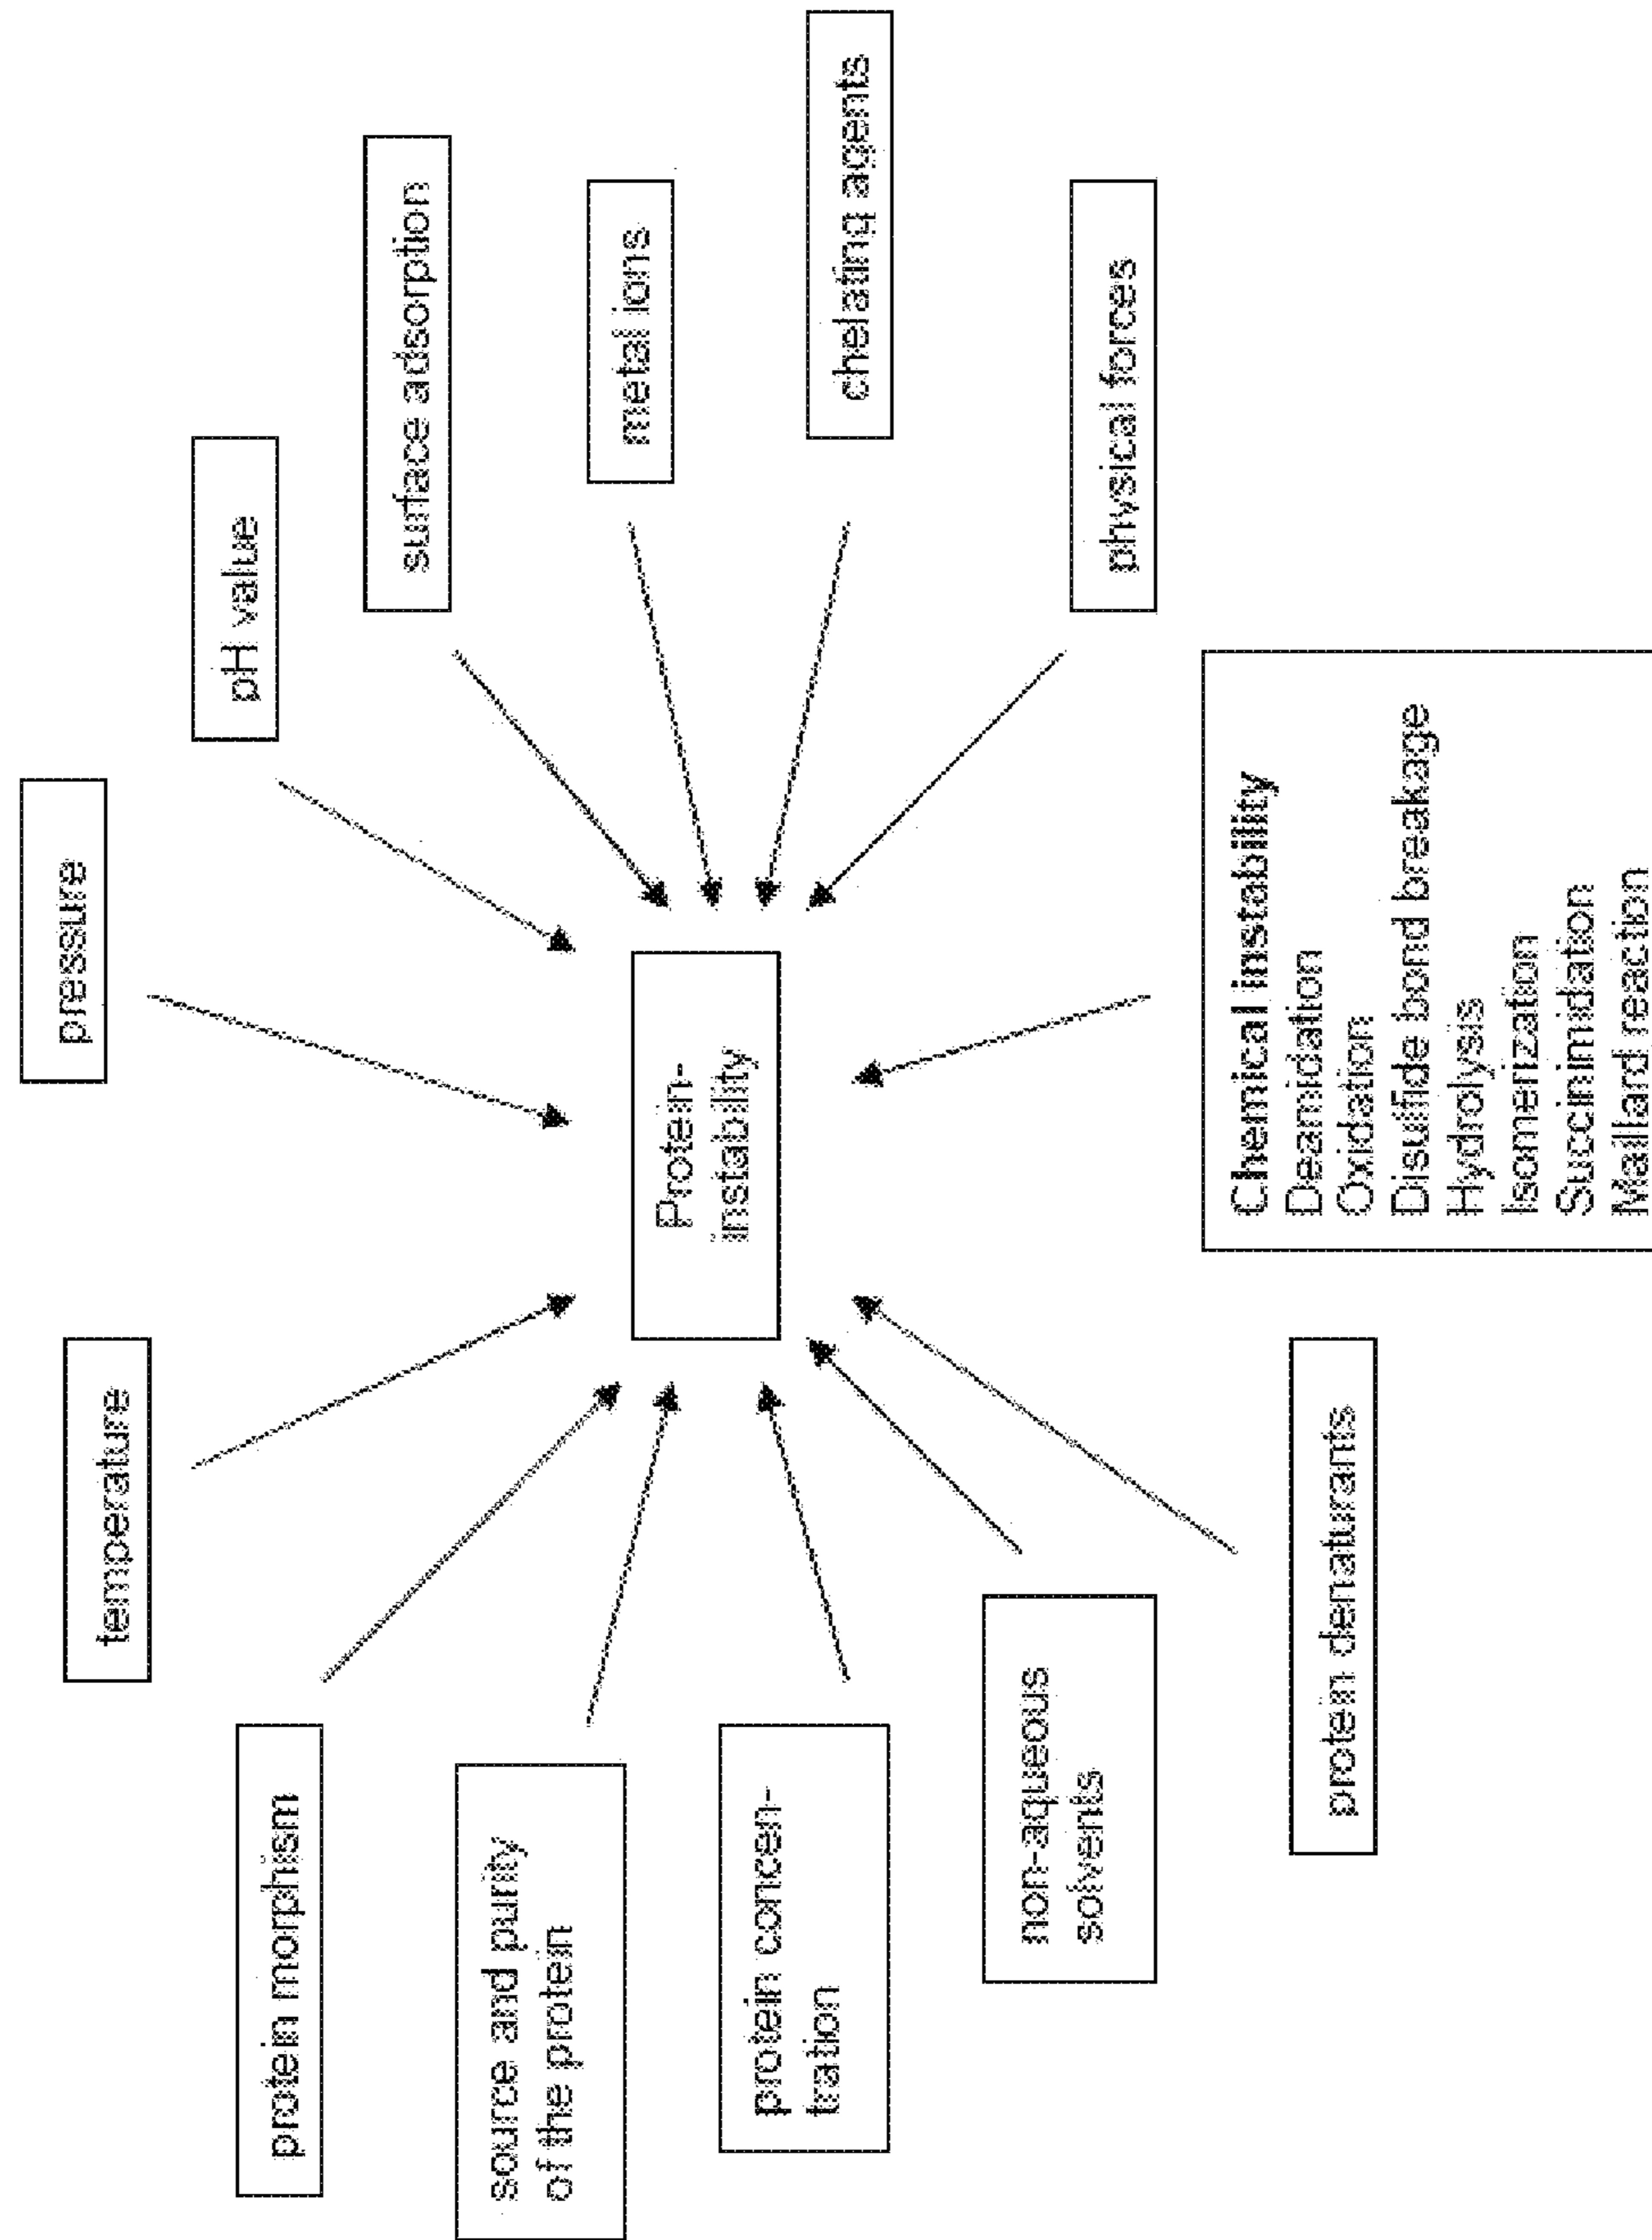 pressure
temperature
pH value
protein morphism
surface adsorption
source and purity
of the protein
metal ions
Protein-
instability
protein concen-
tration
chelating agents
non-aqueous
solvents
physical forces
protein denaturants
Chemical instability
Deamidation
Oxidation
Disulfide bond breakage
Hydrolysis
Isomerization
Succinimidation
Maillard reaction